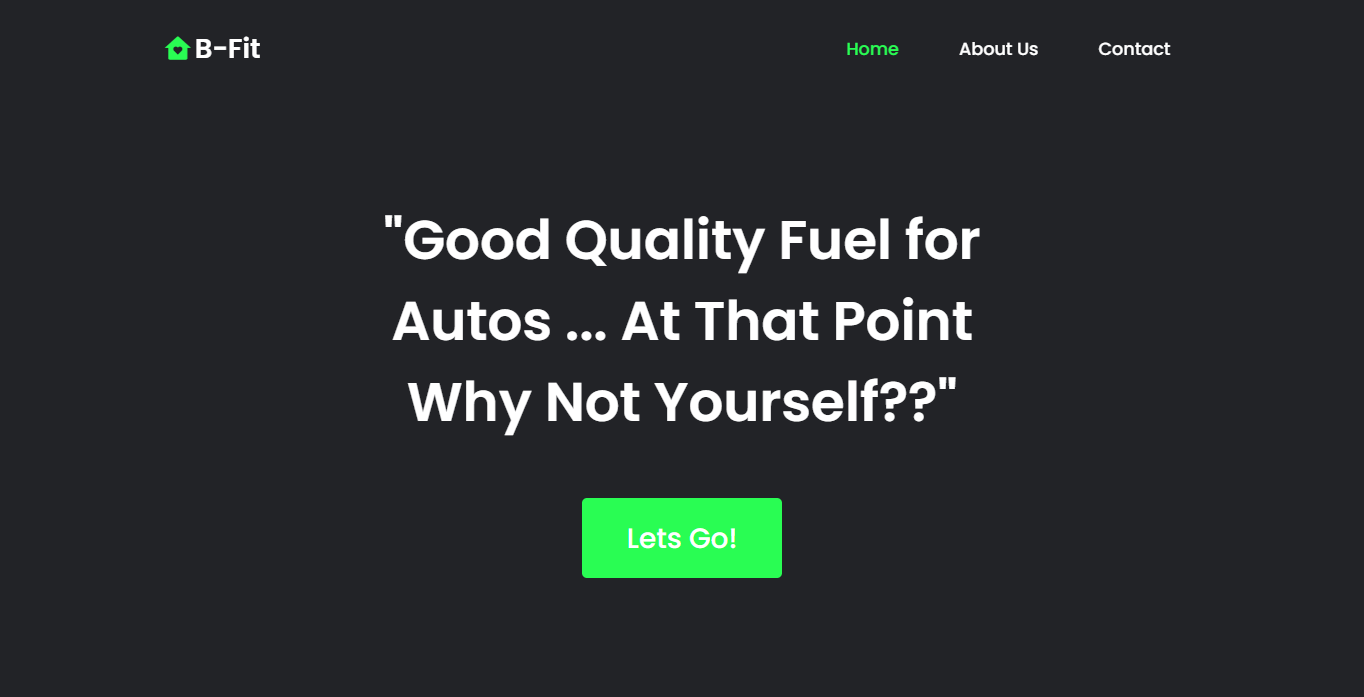 B-Fit
Home About Us Contact
"Good Quality Fuel for
Autos ... At That Point
Why Not Yourself??"
Lets Go!